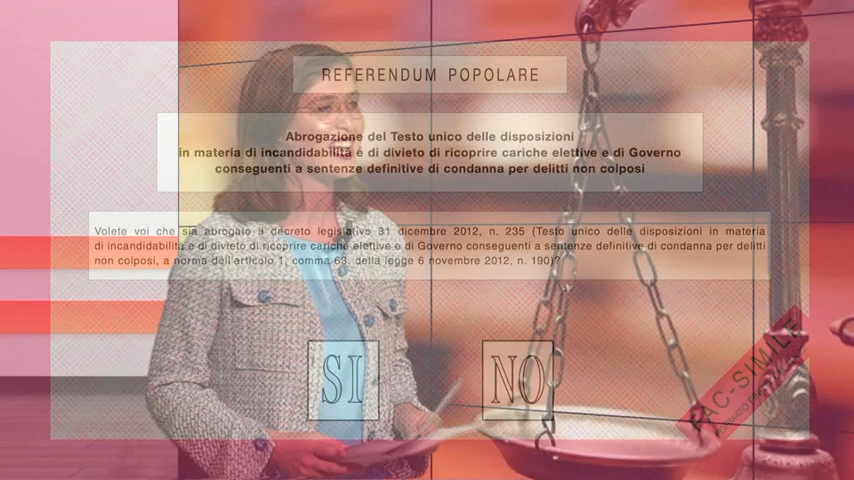 REFERENDUM POPOLARE
Abrogazione del Testo unico delle disposizioni
in materia di incandidabilità e di divieto di ricoprire cariche elettive e di Governo
conseguenti a sentenze definitive di condanna per delitti non colposi
Volete voi che sia abrogato il decreto legislativo 31 dicembre 2012, n. 235 (Testo unico delle disposizioni in materia
di incandidabilità e di divieto di ricoprire cariche elettive e di Governo conseguenti a sentenze definitive di condanna per delitti
non colposi, a norma dell'articolo 1, comma 63, della legge 6 novembre 2012, n. 190)?
SI NO
FAC-SIMILE